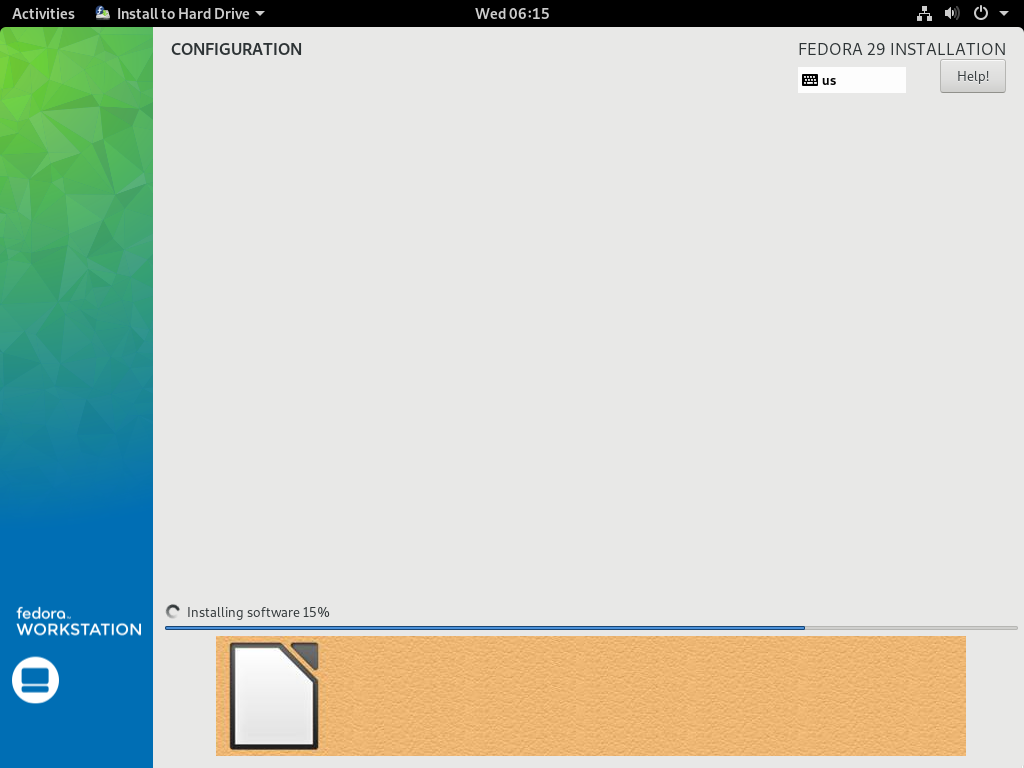 Activities Install to Hard Drive Wed 06:15
CONFIGURATION
FEDORA 29 INSTALLATION
us
Help!
Installing software 15%
fedora
WORKSTATION